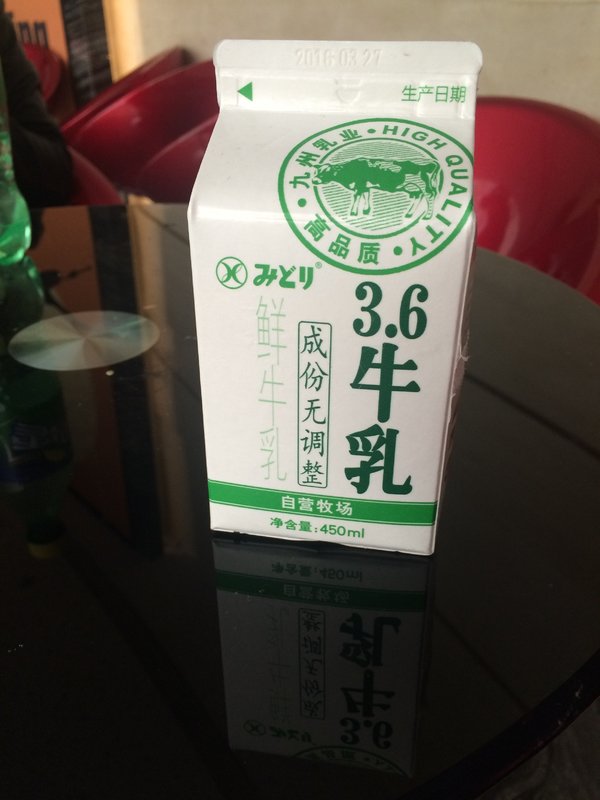 2016 03 27
生产日期
九州乳业·HIGH QUALITY·高品质·
みどり®
3.6牛乳
成份无调整
鲜牛乳
自营牧场
净含量:450ml